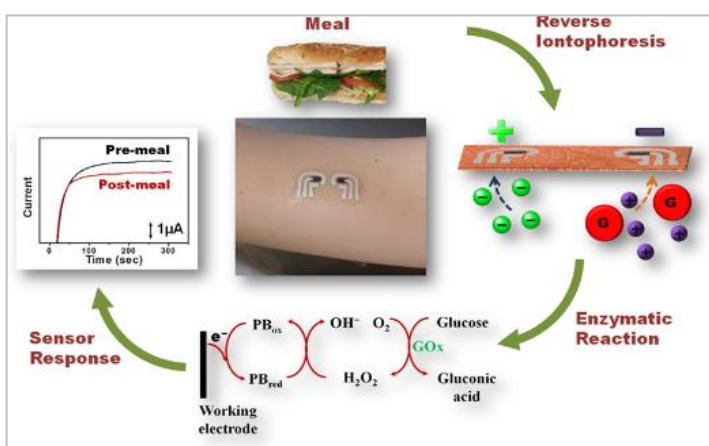 Meal
Reverse
Iontophoresis
+
−
− − −
G + + + G
Pre-meal
Post-meal
Current
1µA
0 100 200 300
Time (sec)
Sensor
Response
Enzymatic
Reaction
e⁻ PBox OH⁻ O₂ Glucose
GOx
PBred H₂O₂ Gluconic
acid
Working
electrode